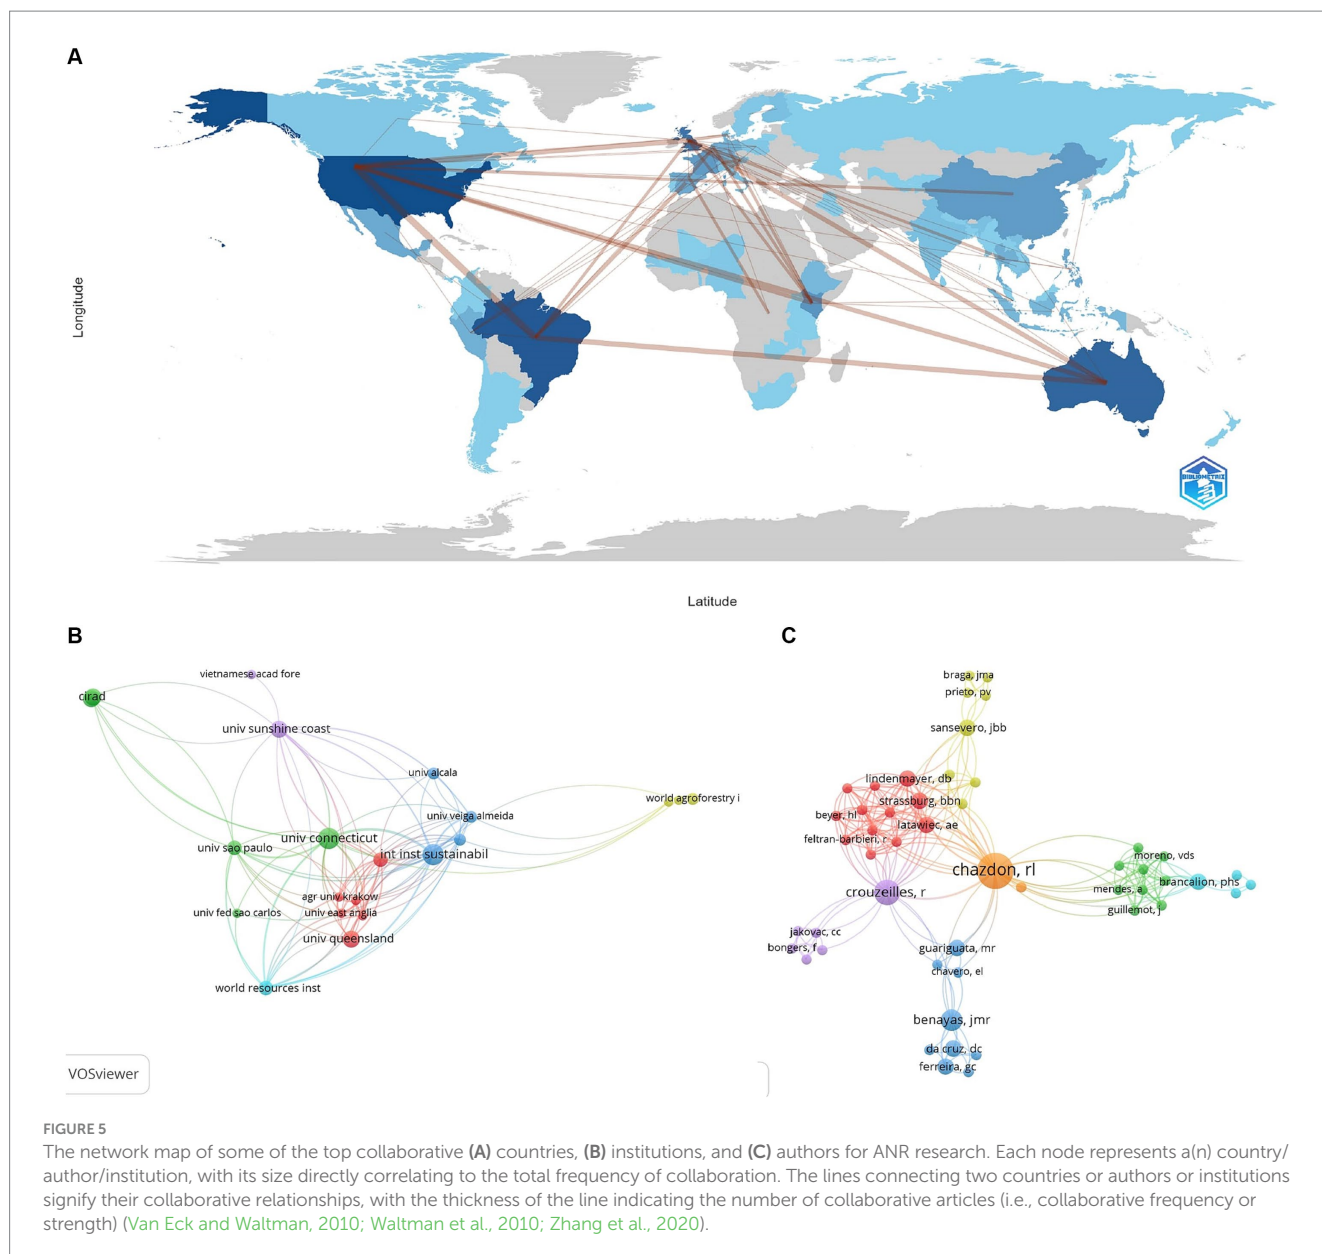 A
Longitude
BIBLIOMETRIX
Latitude
B
vietnamese acad fore
cirad
univ sunshine coast
univ alcala
world agroforestry i
univ veiga almeida
univ connecticut
univ sao paulo
int inst sustainabil
agr univ krakow
univ fed sao carlos
univ east anglia
univ queensland
world resources inst
VOSviewer
C
braga, jma
prieto, pv
sansevero, jbb
lindenmayer, db
strassburg, bbn
beyer, hl
latawiec, ae
feltran-barbieri, r
chazdon, rl
moreno, vds
crouzeilles, r
mendes, a
brancalion, phs
guillemot, j
jakovac, cc
bongers, f
guariguata, mr
chavero, el
benayas, jmr
da cruz, dc
ferreira, gc
FIGURE 5
The network map of some of the top collaborative (A) countries, (B) institutions, and (C) authors for ANR research. Each node represents a(n) country/
author/institution, with its size directly correlating to the total frequency of collaboration. The lines connecting two countries or authors or institutions
signify their collaborative relationships, with the thickness of the line indicating the number of collaborative articles (i.e., collaborative frequency or
strength) (Van Eck and Waltman, 2010; Waltman et al., 2010; Zhang et al., 2020).